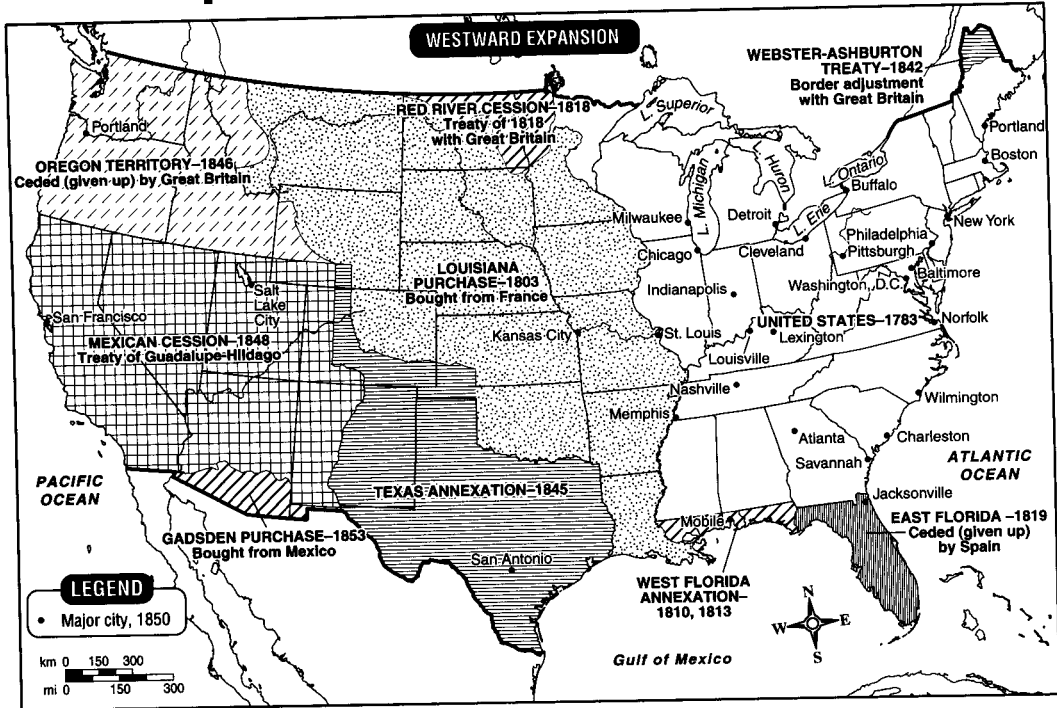 WESTWARD EXPANSION
WEBSTER-ASHBURTON
TREATY–1842
Border adjustment
with Great Britain
RED RIVER CESSION–1818
Treaty of 1818
with Great Britain
L. Superior
Portland
OREGON TERRITORY–1846
Ceded (given up) by Great Britain
L. Michigan
Huron
Ontario
L. Erie
Portland
Boston
Buffalo
New York
Milwaukee
Detroit
Chicago
Cleveland
Philadelphia
Pittsburgh
Baltimore
Washington, D.C.
Indianapolis
LOUISIANA
PURCHASE–1803
Bought from France
Salt
Lake
City
San Francisco
MEXICAN CESSION–1848
Treaty of Guadalupe-Hildago
Kansas City
St. Louis
UNITED STATES–1783
Norfolk
Lexington
Louisville
Nashville
Memphis
Wilmington
Atlanta
Charleston
Savannah
ATLANTIC
OCEAN
PACIFIC
OCEAN
TEXAS ANNEXATION–1845
Jacksonville
Mobile
EAST FLORIDA –1819
Ceded (given up)
by Spain
GADSDEN PURCHASE–1853
Bought from Mexico
San Antonio
WEST FLORIDA
ANNEXATION–
1810, 1813
LEGEND
• Major city, 1850
km 0 150 300
mi 0 150 300
N
W E
S
Gulf of Mexico